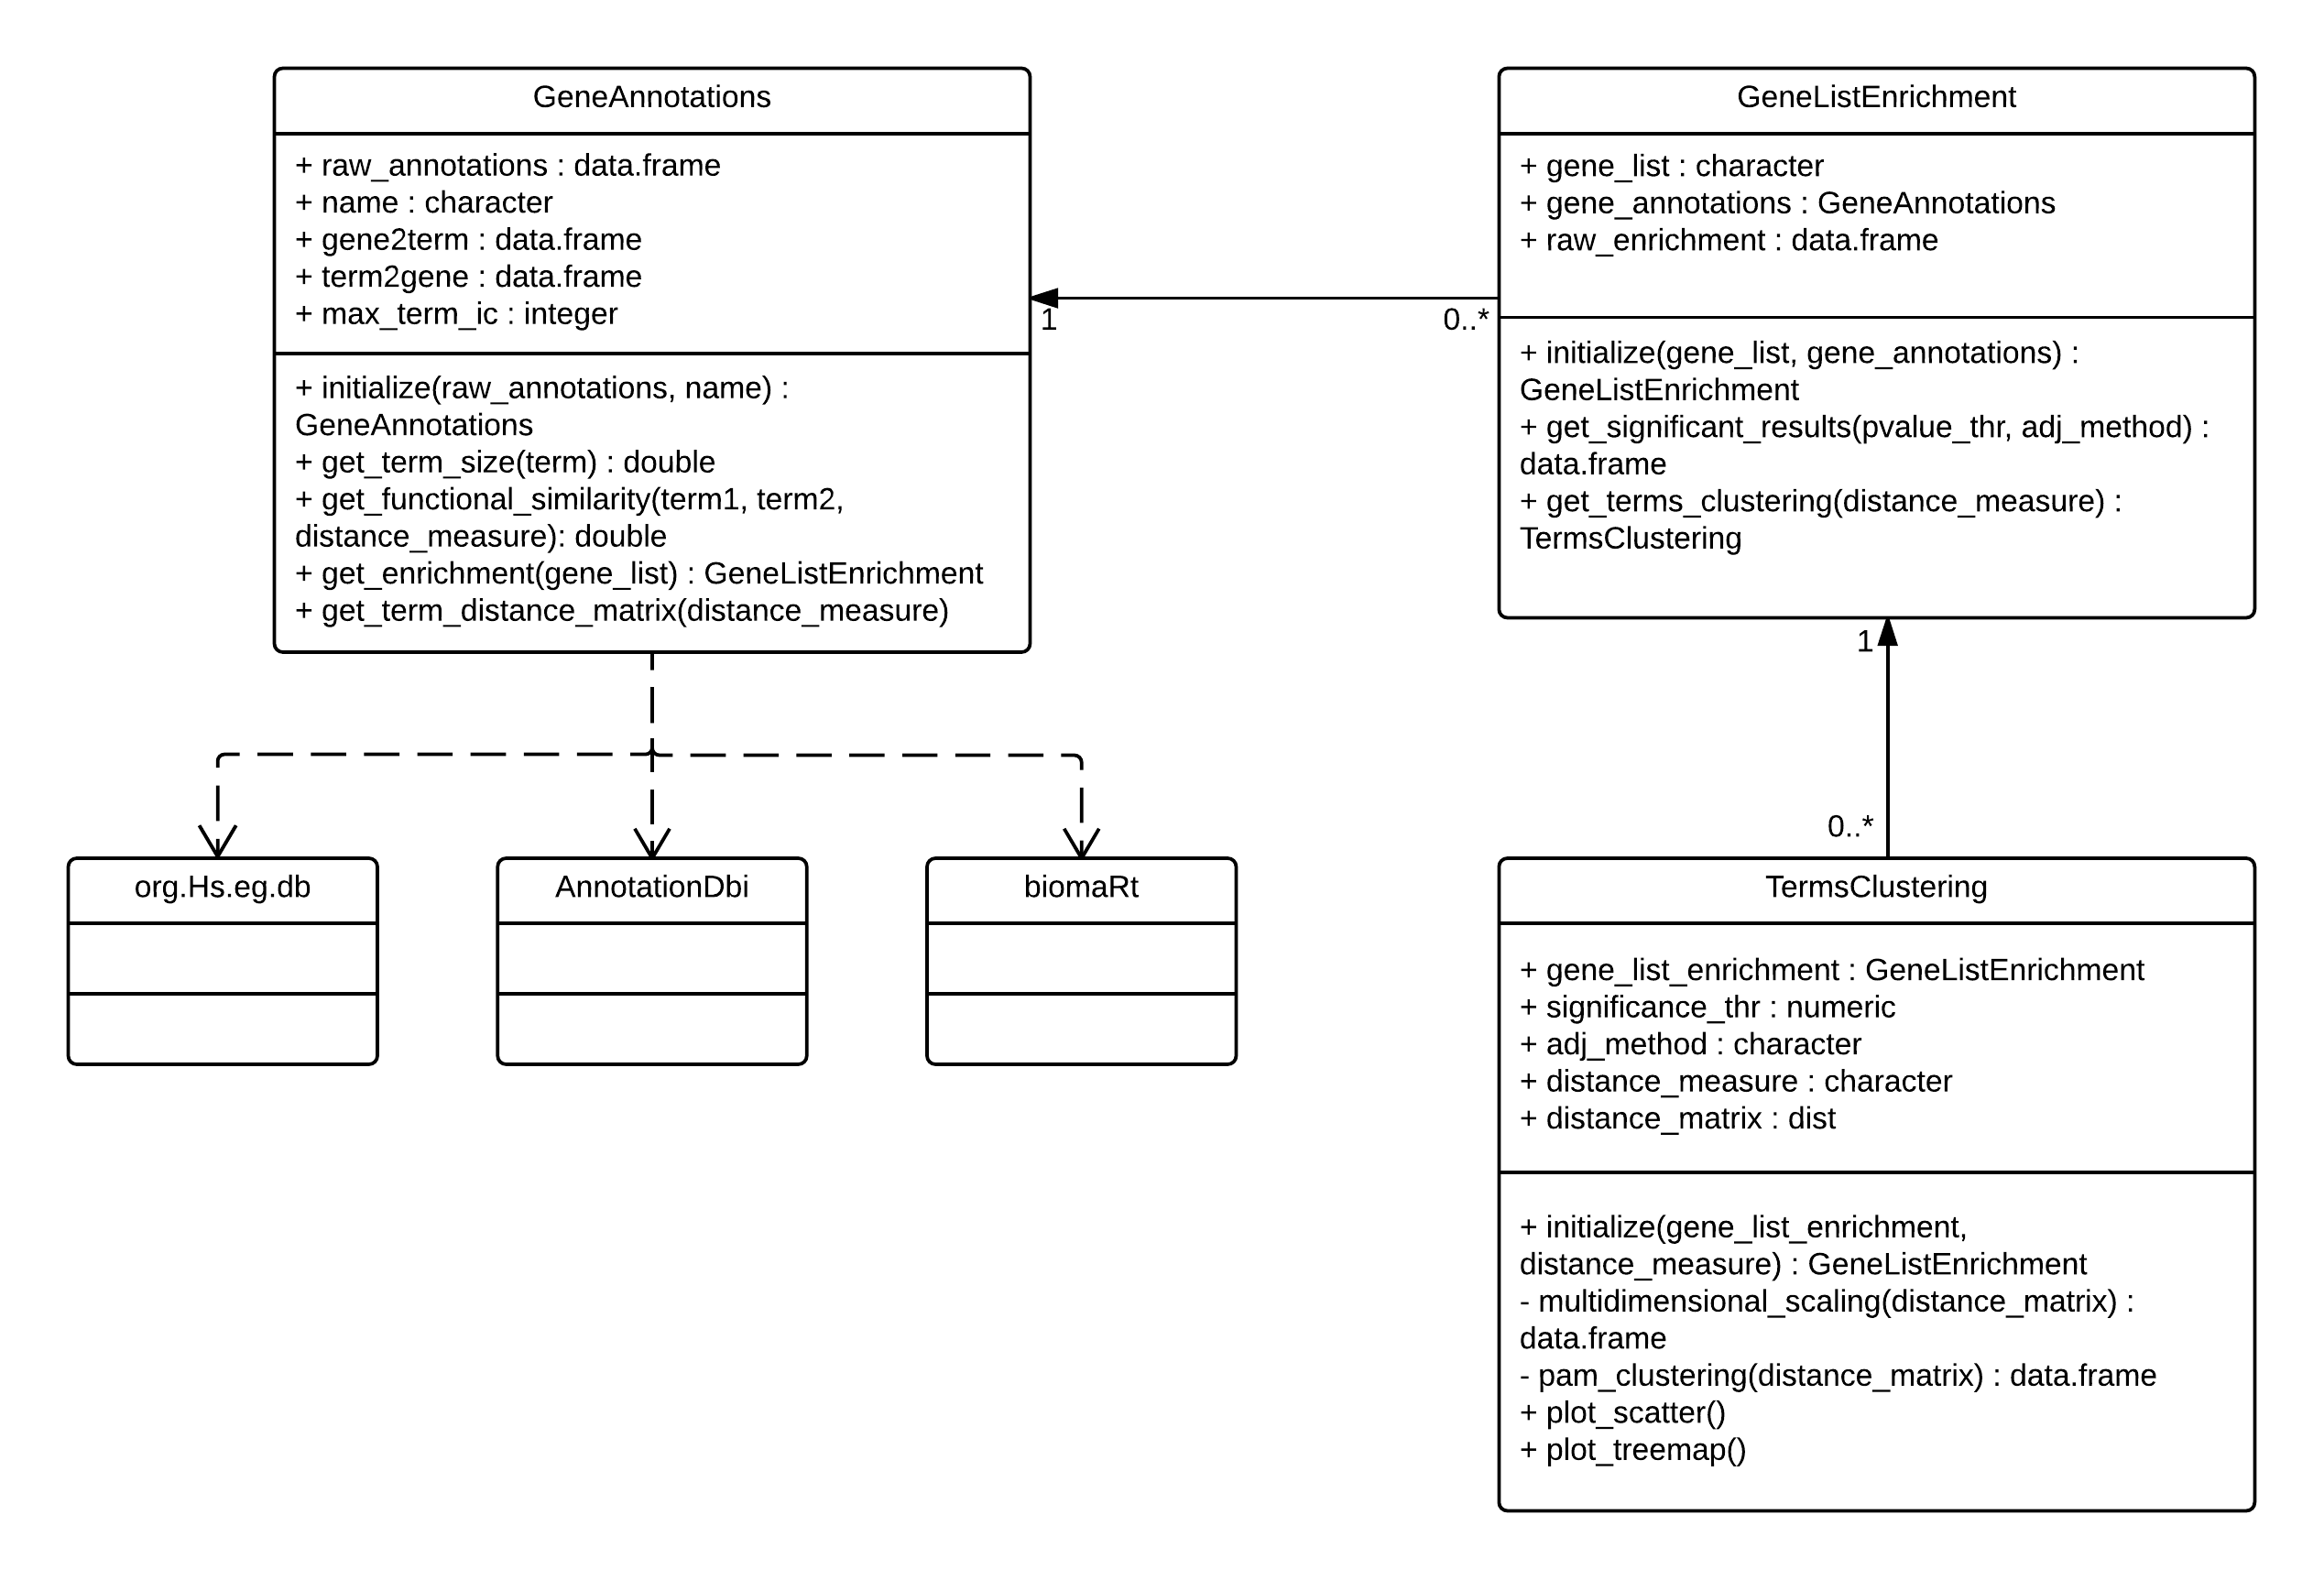 GeneAnnotations
+ raw_annotations : data.frame
+ name : character
+ gene2term : data.frame
+ term2gene : data.frame
+ max_term_ic : integer
+ initialize(raw_annotations, name) :
GeneAnnotations
+ get_term_size(term) : double
+ get_functional_similarity(term1, term2,
distance_measure): double
+ get_enrichment(gene_list) : GeneListEnrichment
+ get_term_distance_matrix(distance_measure)
1
0..*
GeneListEnrichment
+ gene_list : character
+ gene_annotations : GeneAnnotations
+ raw_enrichment : data.frame
+ initialize(gene_list, gene_annotations) :
GeneListEnrichment
+ get_significant_results(pvalue_thr, adj_method) :
data.frame
+ get_terms_clustering(distance_measure) :
TermsClustering
1
0..*
org.Hs.eg.db
AnnotationDbi
biomaRt
TermsClustering
+ gene_list_enrichment : GeneListEnrichment
+ significance_thr : numeric
+ adj_method : character
+ distance_measure : character
+ distance_matrix : dist
+ initialize(gene_list_enrichment,
distance_measure) : GeneListEnrichment
- multidimensional_scaling(distance_matrix) :
data.frame
- pam_clustering(distance_matrix) : data.frame
+ plot_scatter()
+ plot_treemap()